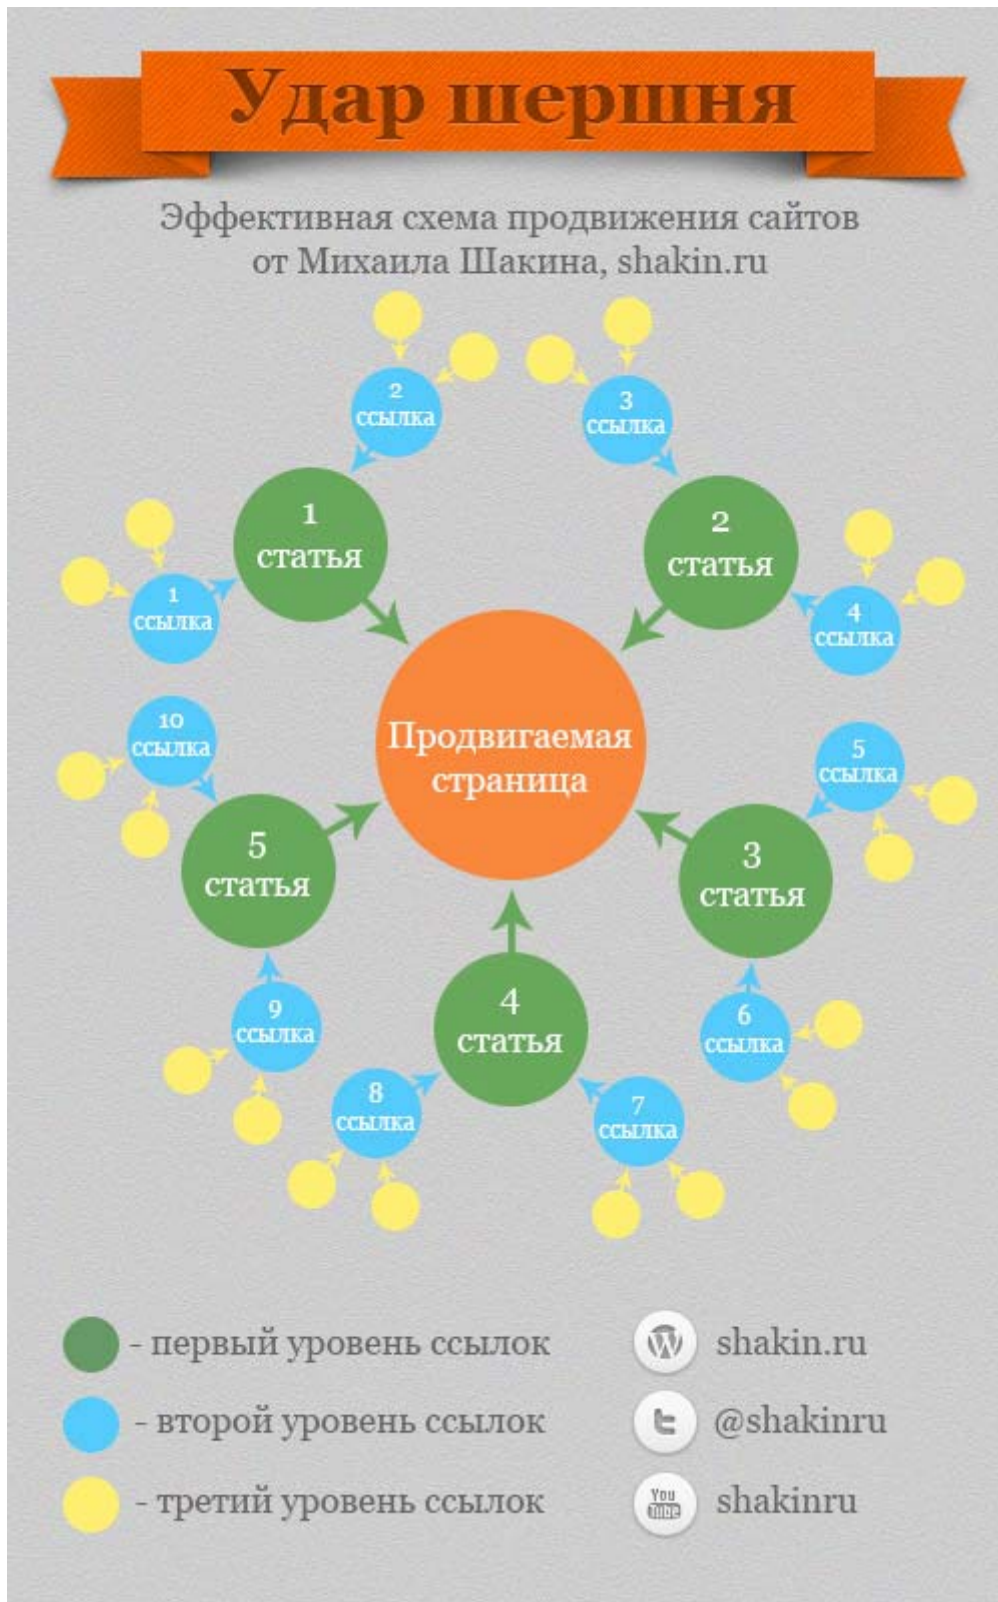 Удар шершня
Эффективная схема продвижения сайтов
от Михаила Шакина, shakin.ru
2
ссылка
3
ссылка
1
статья
2
статья
1
ссылка
4
ссылка
Продвигаемая
страница
10
ссылка
5
ссылка
5
статья
3
статья
4
статья
9
ссылка
6
ссылка
8
ссылка
7
ссылка
- первый уровень ссылок
shakin.ru
- второй уровень ссылок
@shakinru
- третий уровень ссылок
You
Tube
shakinru